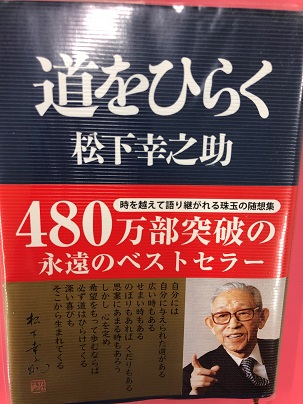 道をひらく
松下幸之助
時を越えて語り継がれる珠玉の随想集
480万部突破の
永遠のベストセラー
自分には
自分に与えられた道がある
広い時もある
せまい時もある
のぼりもあれば くだりもある
思案にあまる時もあろう
しかし 心を定め
希望をもって歩むならば
必ず道はひらけてくる
深い喜びも
そこから生まれてくる
松下幸之助